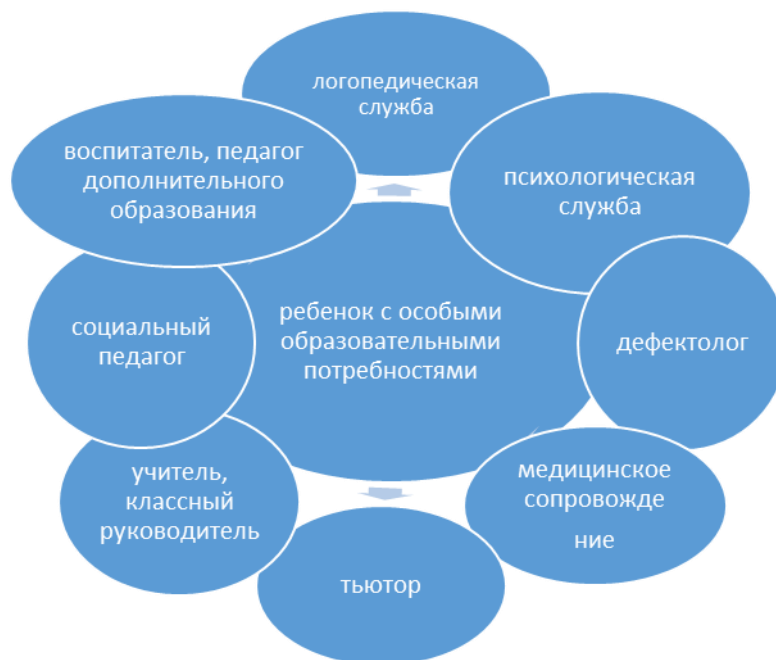 логопедическая
служба
воспитатель, педагог
дополнительного
образования
психологическая
служба
ребенок с особыми
образовательными
потребностями
социальный
педагог
дефектолог
учитель,
классный
руководитель
медицинское
сопровожде
ние
тьютор